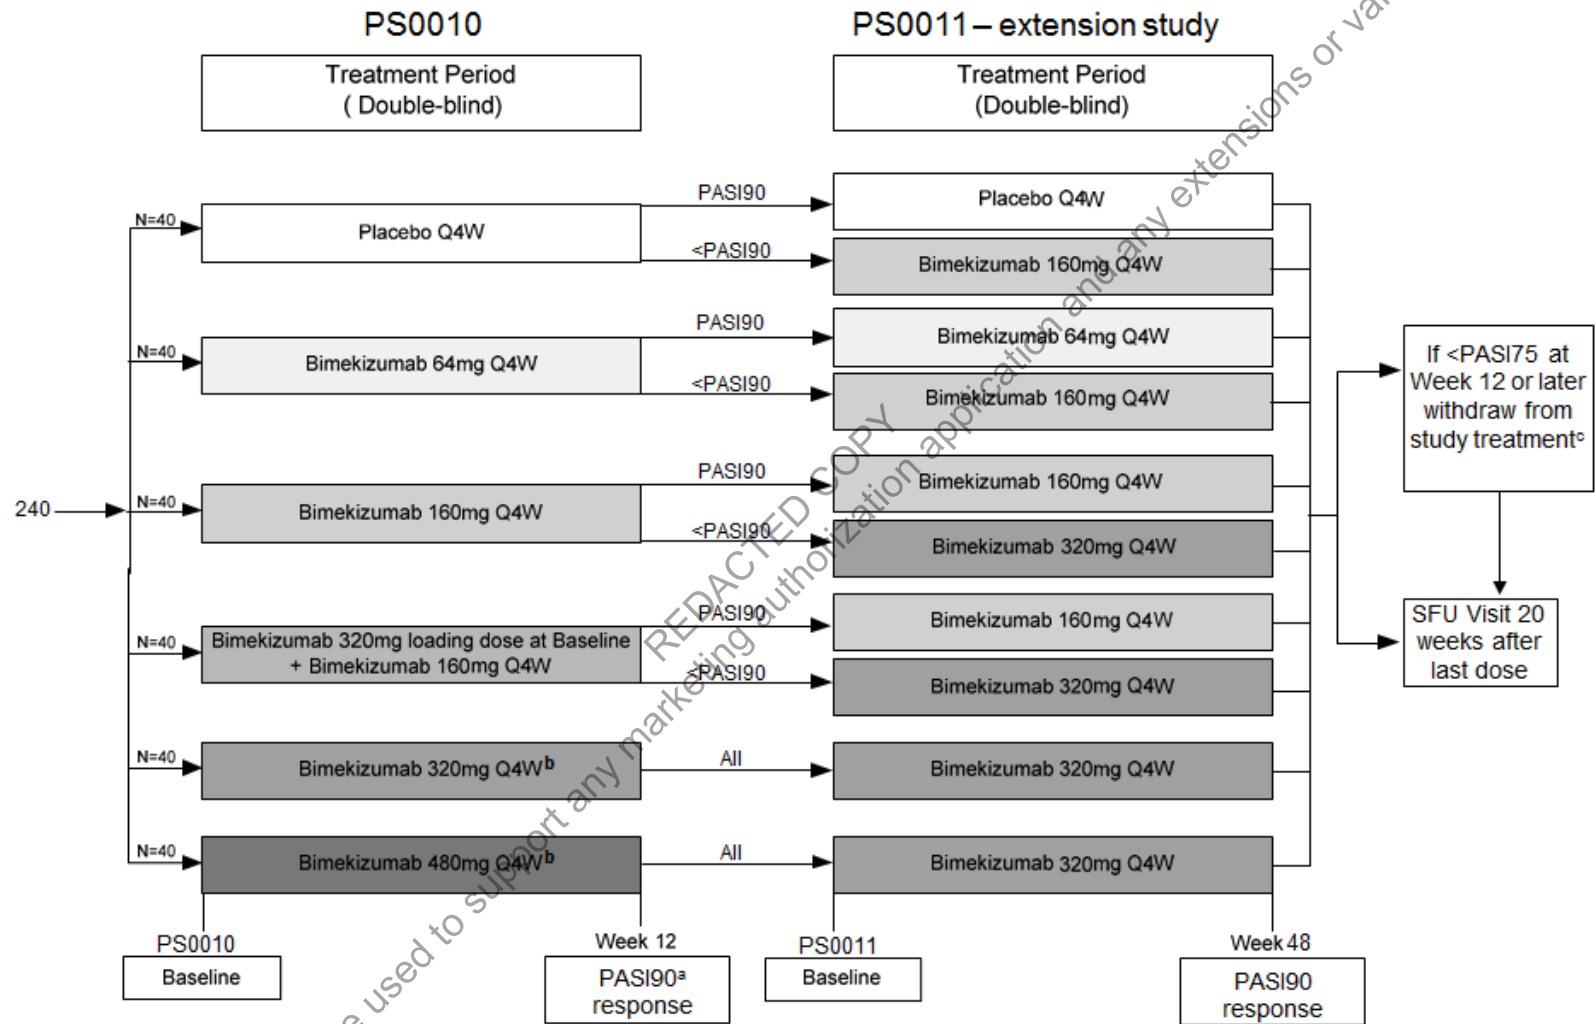 PS0010
PS0011 – extension study
Treatment Period
( Double-blind)
Treatment Period
(Double-blind)
240
N=40
Placebo Q4W
PASI90
Placebo Q4W
<PASI90
Bimekizumab 160mg Q4W
N=40
Bimekizumab 64mg Q4W
PASI90
Bimekizumab 64mg Q4W
<PASI90
Bimekizumab 160mg Q4W
N=40
Bimekizumab 160mg Q4W
PASI90
Bimekizumab 160mg Q4W
<PASI90
Bimekizumab 320mg Q4W
N=40
Bimekizumab 320mg loading dose at Baseline
+ Bimekizumab 160mg Q4W
PASI90
Bimekizumab 160mg Q4W
<PASI90
Bimekizumab 320mg Q4W
N=40
Bimekizumab 320mg Q4Wᵇ
All
Bimekizumab 320mg Q4W
N=40
Bimekizumab 480mg Q4Wᵇ
All
Bimekizumab 320mg Q4W
If <PASI75 at
Week 12 or later
withdraw from
study treatmentᶜ
SFU Visit 20
weeks after
last dose
PS0010
Baseline
Week 12
PASI90ᵃ
response
PS0011
Baseline
Week 48
PASI90
response
REDACTED COPY
used to support any marketing authorization application and any extensions or